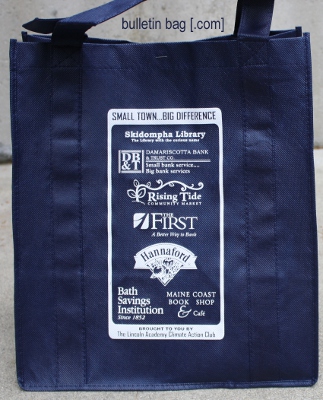 bulletin bag [.com]
SMALL TOWN...BIG DIFFERENCE
Skidompha Library
The Library with the curious name
DB&T
DAMARISCOTTA BANK
& TRUST CO.
Small bank service....
Big bank services
Rising Tide
COMMUNITY MARKET
THE FIRST
A Better Way to Bank
Hannaford
Bath
Savings
Institution
Since 1852
MAINE COAST
BOOK SHOP
& Café
BROUGHT TO YOU BY
The Lincoln Academy Climate Action Club